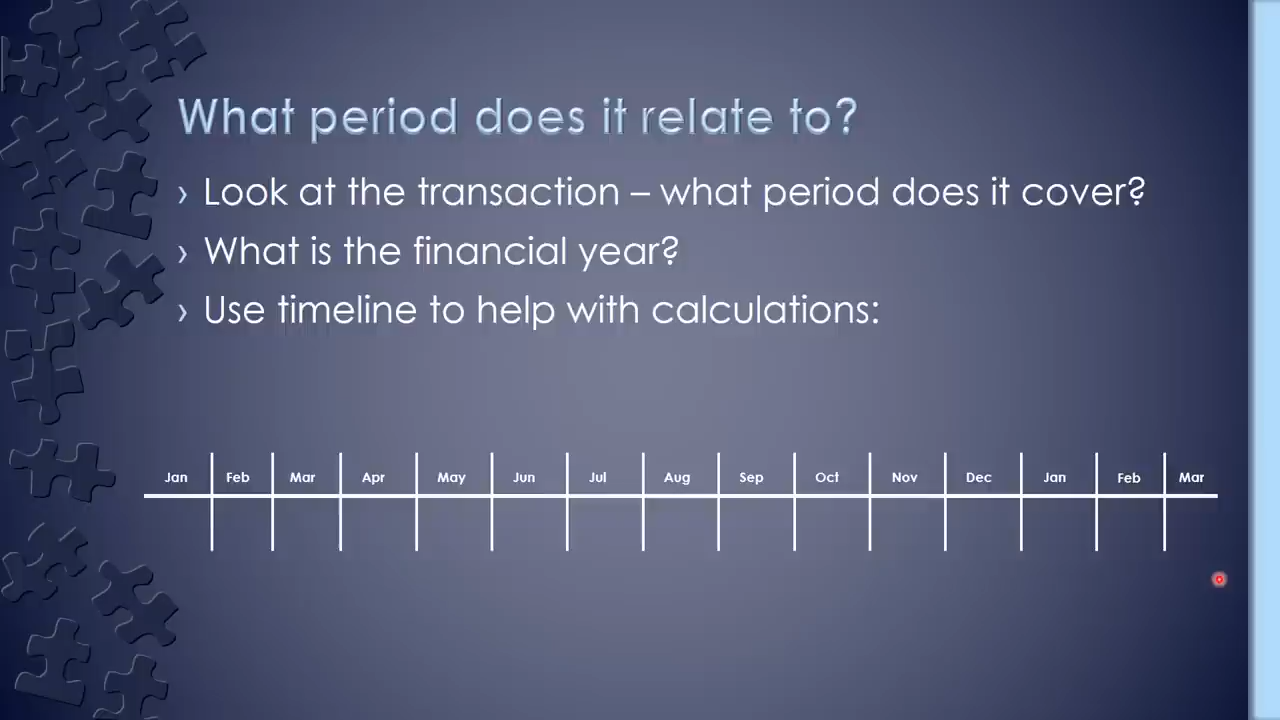 What period does it relate to?
› Look at the transaction – what period does it cover?
› What is the financial year?
› Use timeline to help with calculations:
Jan Feb Mar Apr May Jun Jul Aug Sep Oct Nov Dec Jan Feb Mar